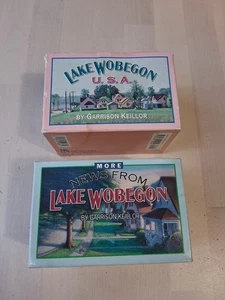 LAKE WOBEGON
U.S.A.
BY GARRISON KEILLOR
MORE
NEWS FROM
LAKE WOBEGON
BY GARRISON KEILLOR